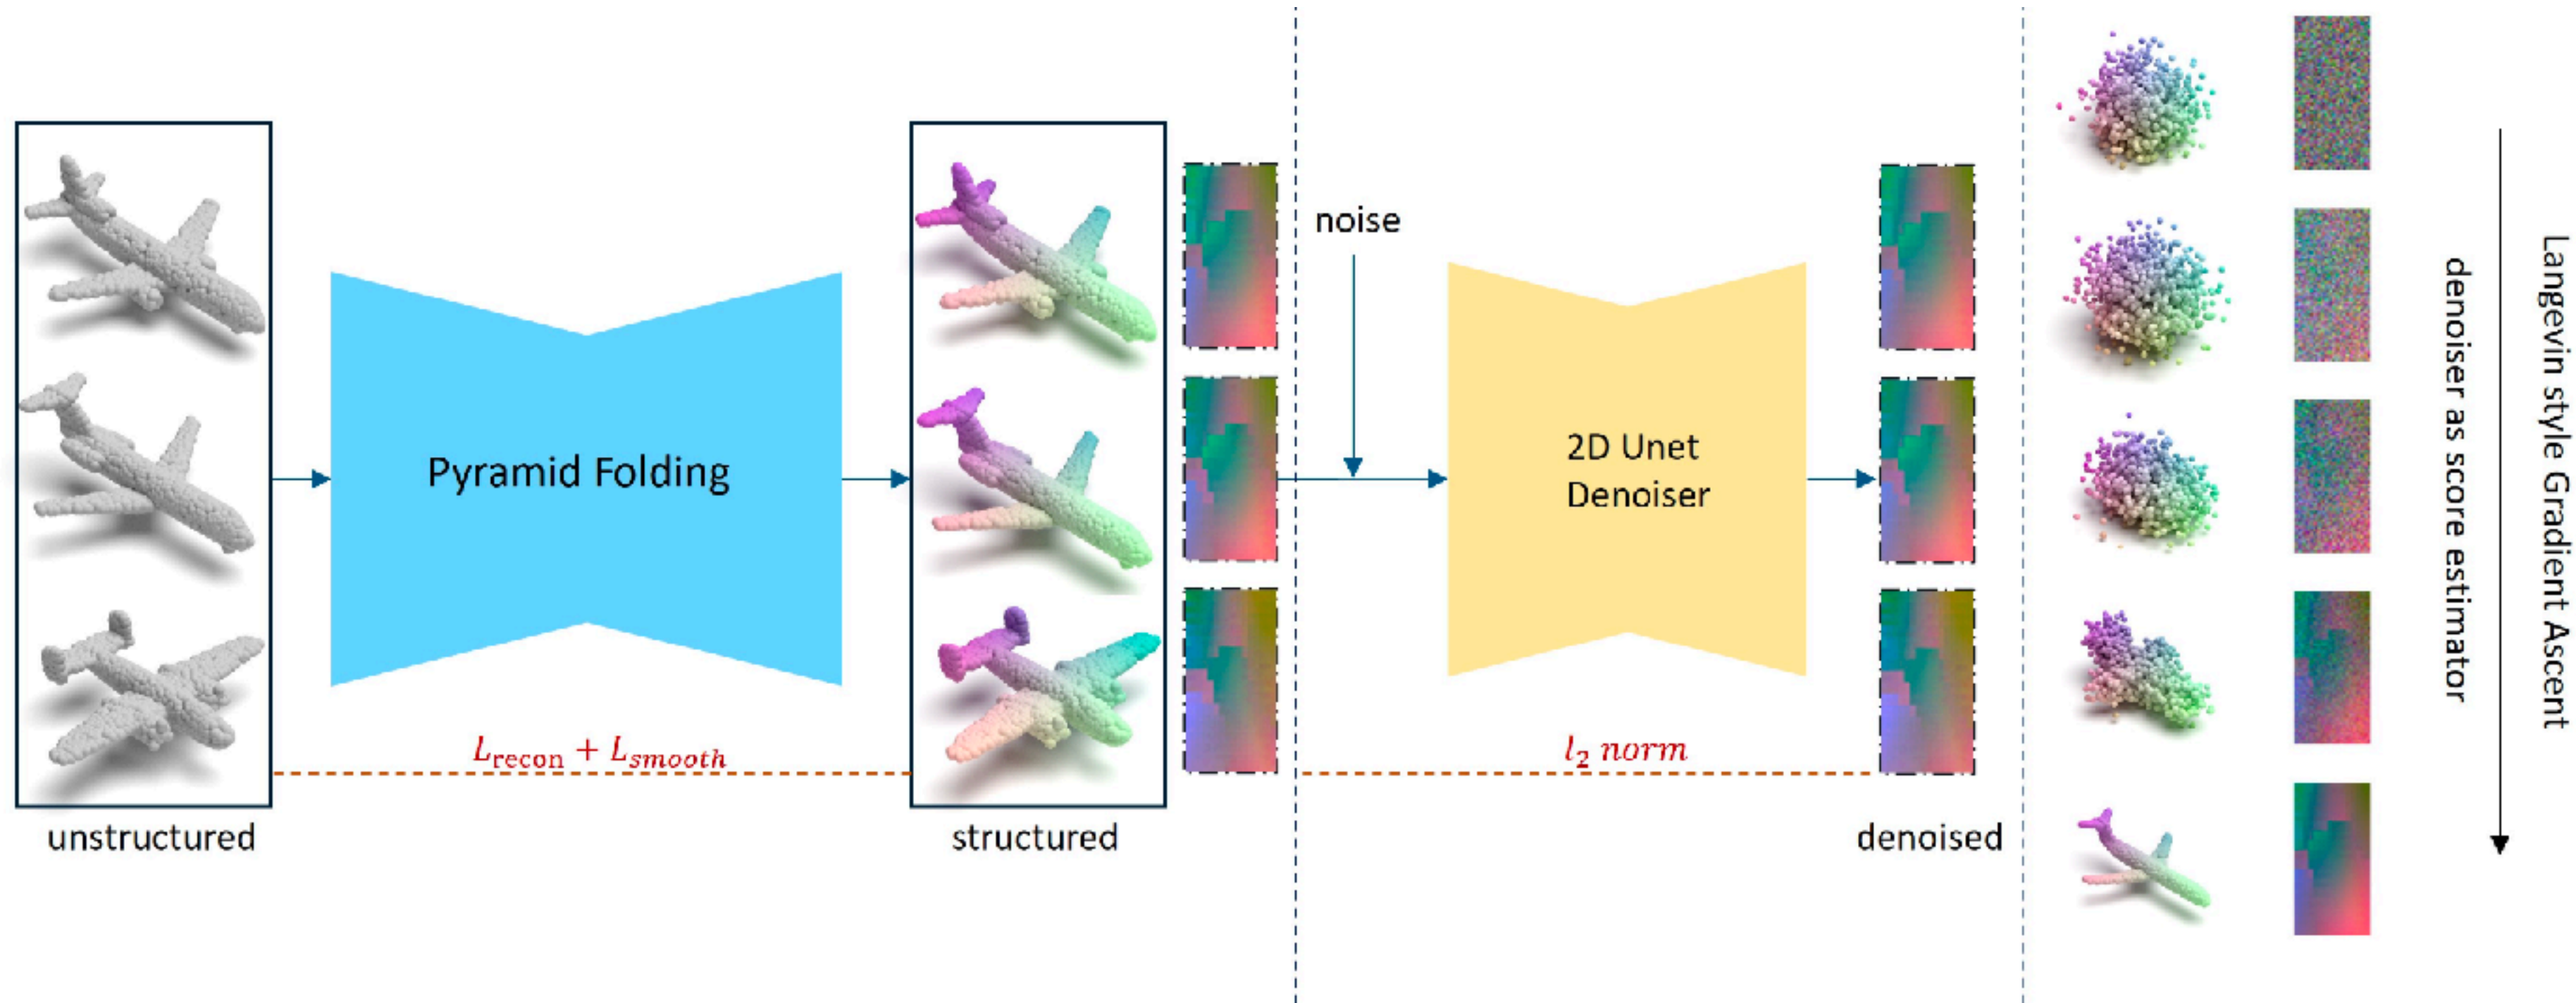 Pyramid Folding
L_recon + L_smooth
unstructured
structured
noise
2D Unet
Denoiser
l_2 norm
denoised
denoiser as score estimator
Langevin style Gradient Ascent